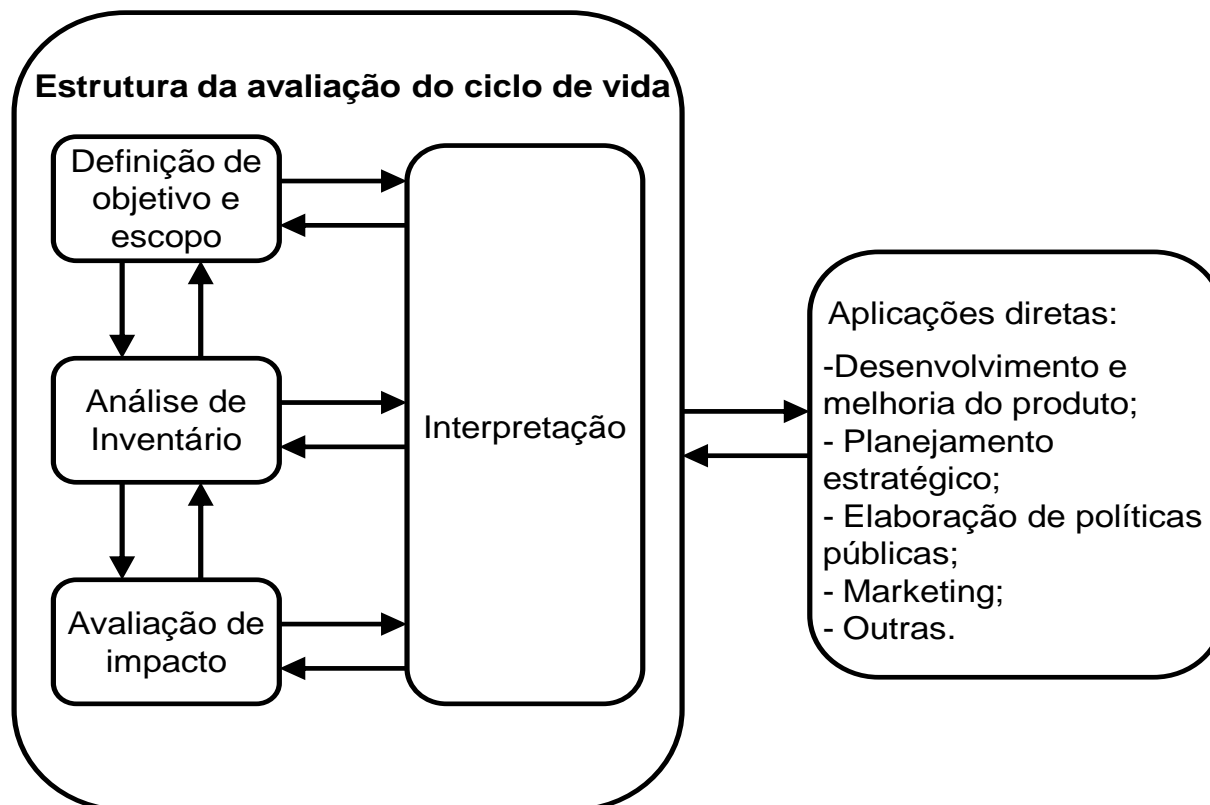 Estrutura da avaliação do ciclo de vida
Definição de
objetivo e
escopo
Análise de
Inventário
Avaliação de
impacto
Interpretação
Aplicações diretas:
-Desenvolvimento e
melhoria do produto;
- Planejamento
estratégico;
- Elaboração de políticas
públicas;
- Marketing;
- Outras.